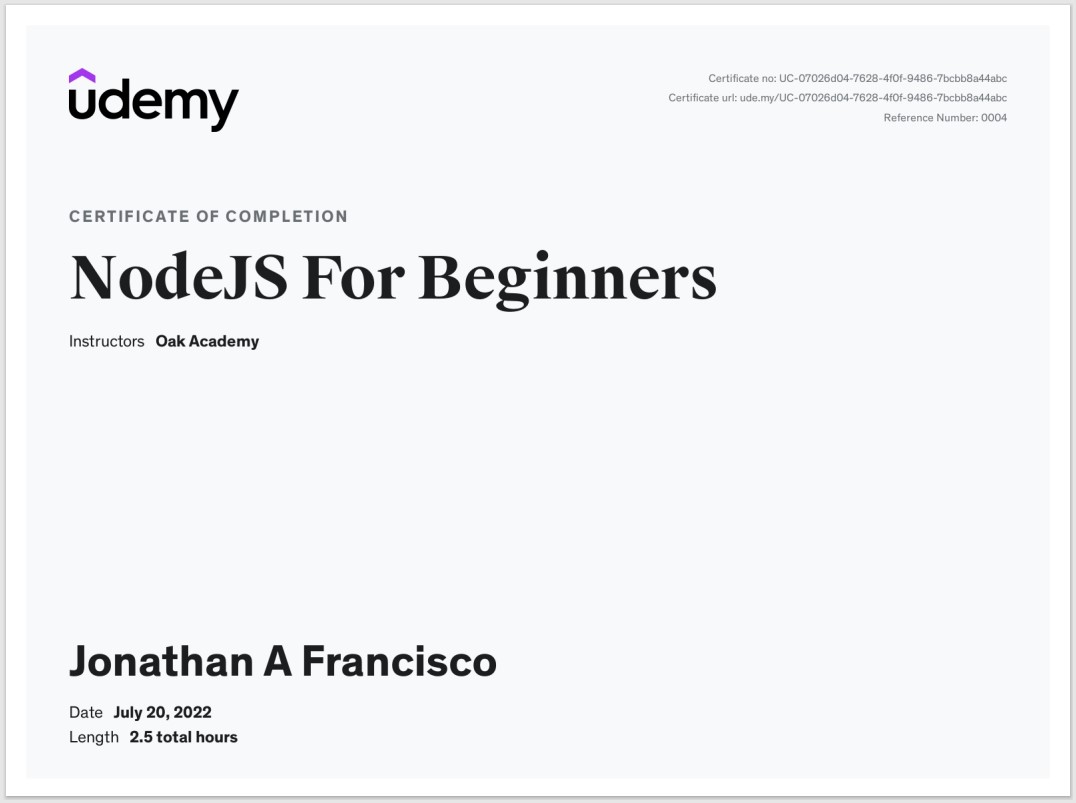 udemy
Certificate no: UC-07026d04-7628-4f0f-9486-7bcbb8a44abc
Certificate url: ude.my/UC-07026d04-7628-4f0f-9486-7bcbb8a44abc
Reference Number: 0004
CERTIFICATE OF COMPLETION
NodeJS For Beginners
Instructors Oak Academy
Jonathan A Francisco
Date July 20, 2022
Length 2.5 total hours